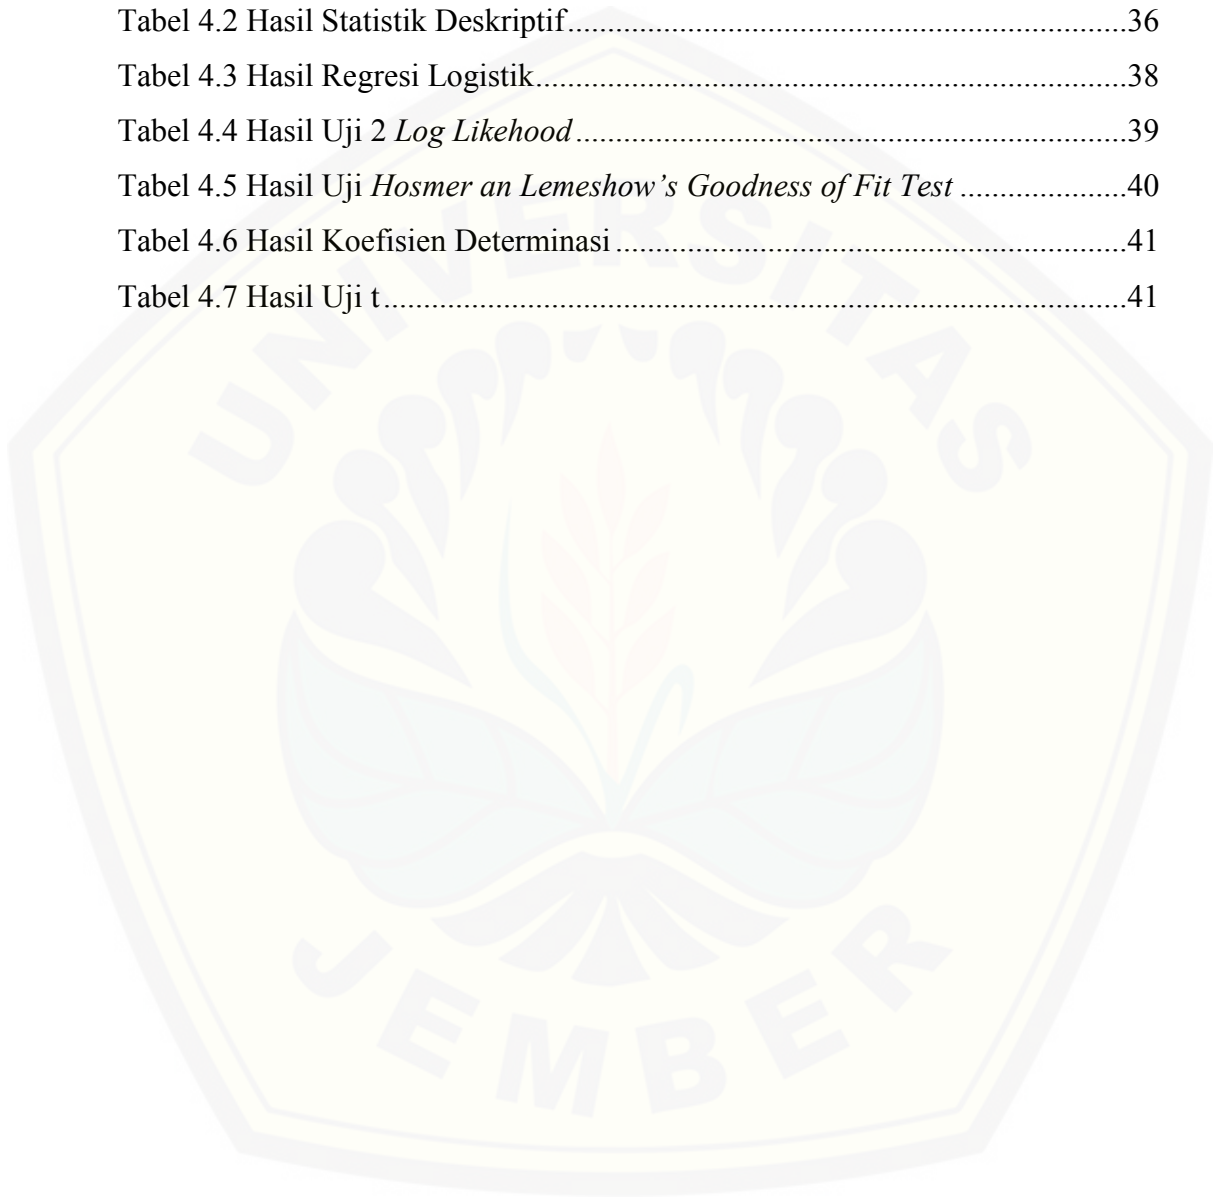 Tabel 4.2 Hasil Statistik Deskriptif.......................................................................36
Tabel 4.3 Hasil Regresi Logistik...........................................................................38
Tabel 4.4 Hasil Uji 2 Log Likehood......................................................................39
Tabel 4.5 Hasil Uji Hosmer an Lemeshow’s Goodness of Fit Test .........................40
Tabel 4.6 Hasil Koefisien Determinasi.................................................................41
Tabel 4.7 Hasil Uji t..............................................................................................41
UNIVERSITAS
JEMBER